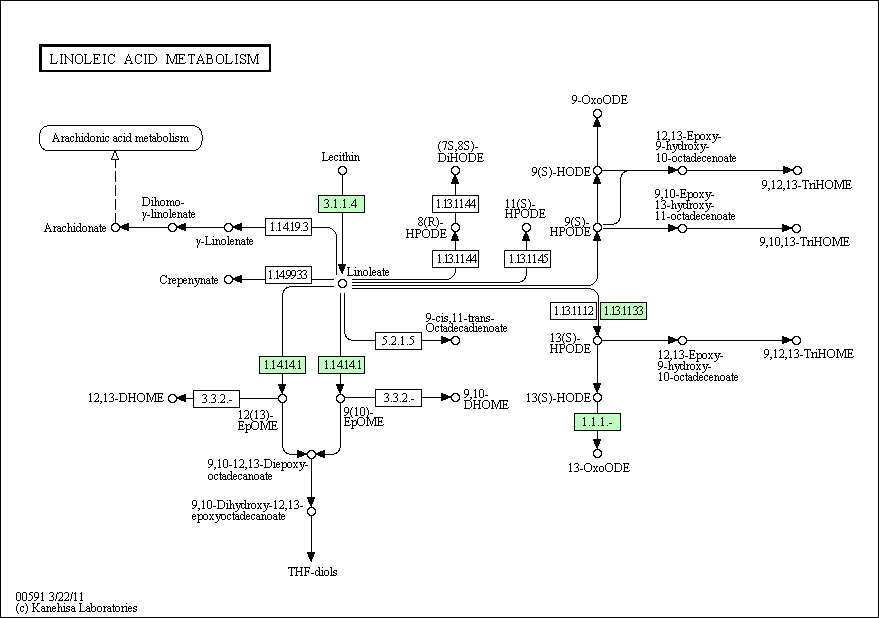 LINOLEIC ACID METABOLISM
9-OxoODE
Arachidonic acid metabolism
Lecithin
(7S,8S)-
DiHODE
12,13-Epoxy-
9-hydroxy-
10-octadecenoate
9(S)-HODE
9,12,13-TriHOME
Dihomo-
γ-linolenate
3.1.1.4
1.13.11.44
11(S)-
HPODE
9,10-Epoxy-
13-hydroxy-
11-octadecenoate
Arachidonate
γ-Linolenate
1.14.19.3
8(R)-
HPODE
9(S)-
HPODE
9,10,13-TriHOME
1.13.11.44
1.13.11.45
Crepenynate
1.14.99.33
Linoleate
1.13.11.12
1.13.11.33
9-cis,11-trans-
Octadecadienoate
5.2.1.5
13(S)-
HPODE
12,13-Epoxy-
9-hydroxy-
10-octadecenoate
9,12,13-TriHOME
1.14.14.1
1.14.14.1
12,13-DHOME
3.3.2.-
12(13)-
EpOME
9(10)-
EpOME
3.3.2.-
9,10-
DHOME
13(S)-HODE
1.1.1.-
13-OxoODE
9,10-12,13-Diepoxy-
octadecanoate
9,10-Dihydroxy-12,13-
epoxyoctadecanoate
THF-diols
00591 3/22/11
(c) Kanehisa Laboratories